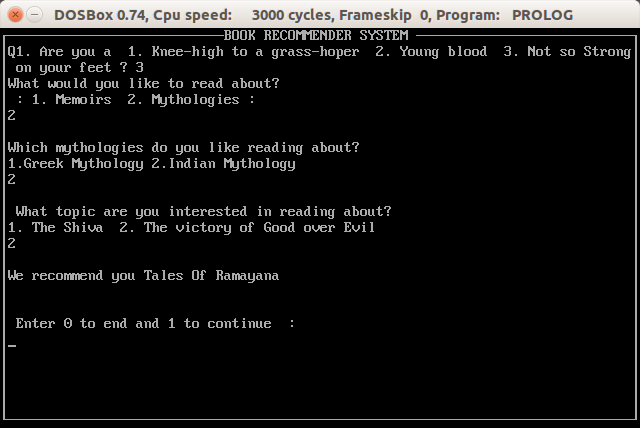 DOSBox 0.74, Cpu speed: 3000 cycles, Frameskip 0, Program: PROLOG
BOOK RECOMMENDER SYSTEM
Q1. Are you a 1. Knee-high to a grass-hoper 2. Young blood 3. Not so Strong
on your feet ? 3
What would you like to read about?
: 1. Memoirs 2. Mythologies :
2
Which mythologies do you like reading about?
1.Greek Mythology 2.Indian Mythology
2
What topic are you interested in reading about?
1. The Shiva 2. The victory of Good over Evil
2
We recommend you Tales Of Ramayana
Enter 0 to end and 1 to continue :